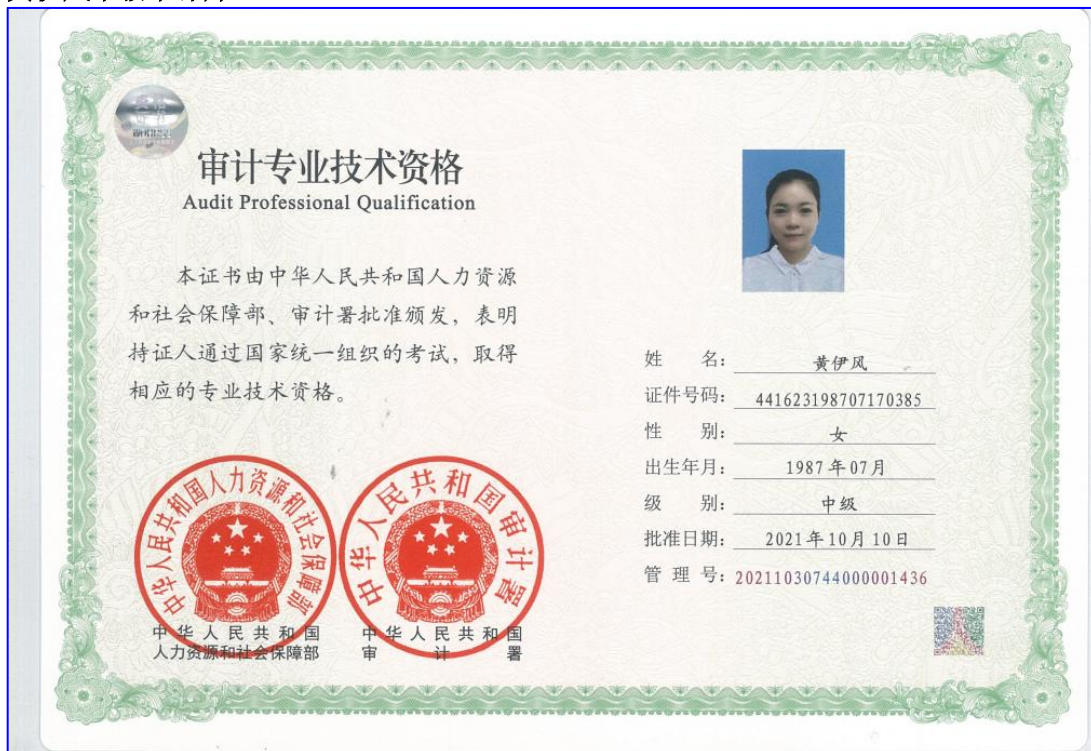 审计专业技术资格
Audit Professional Qualification
本证书由中华人民共和国人力资源
和社会保障部、审计署批准颁发，表明
持证人通过国家统一组织的考试，取得
相应的专业技术资格。
中华人民共和国人力资源和社会保障部
中华人民共和国审计署
中华人民共和国
人力资源和社会保障部
中华人民共和国
审计署
姓 名：黄伊风
证件号码：441623198707170385
性 别：女
出生年月：1987年07月
级 别：中级
批准日期：2021年10月10日
管 理 号：20211030744000001436